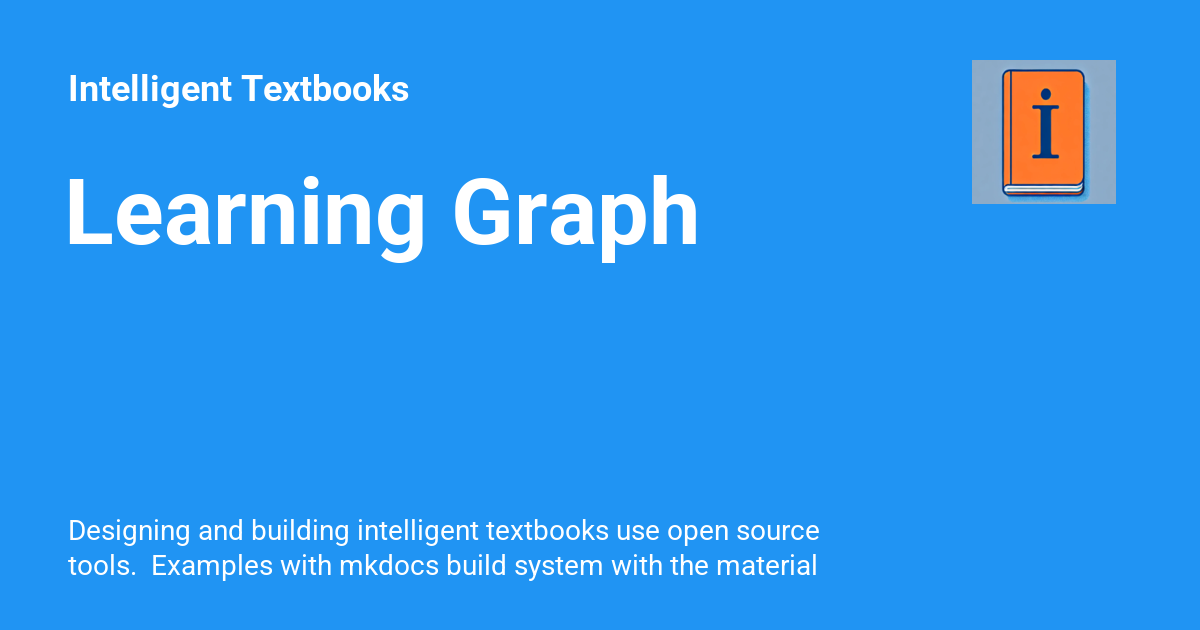 Intelligent Textbooks
i
Learning Graph
Designing and building intelligent textbooks use open source
tools.  Examples with mkdocs build system with the material